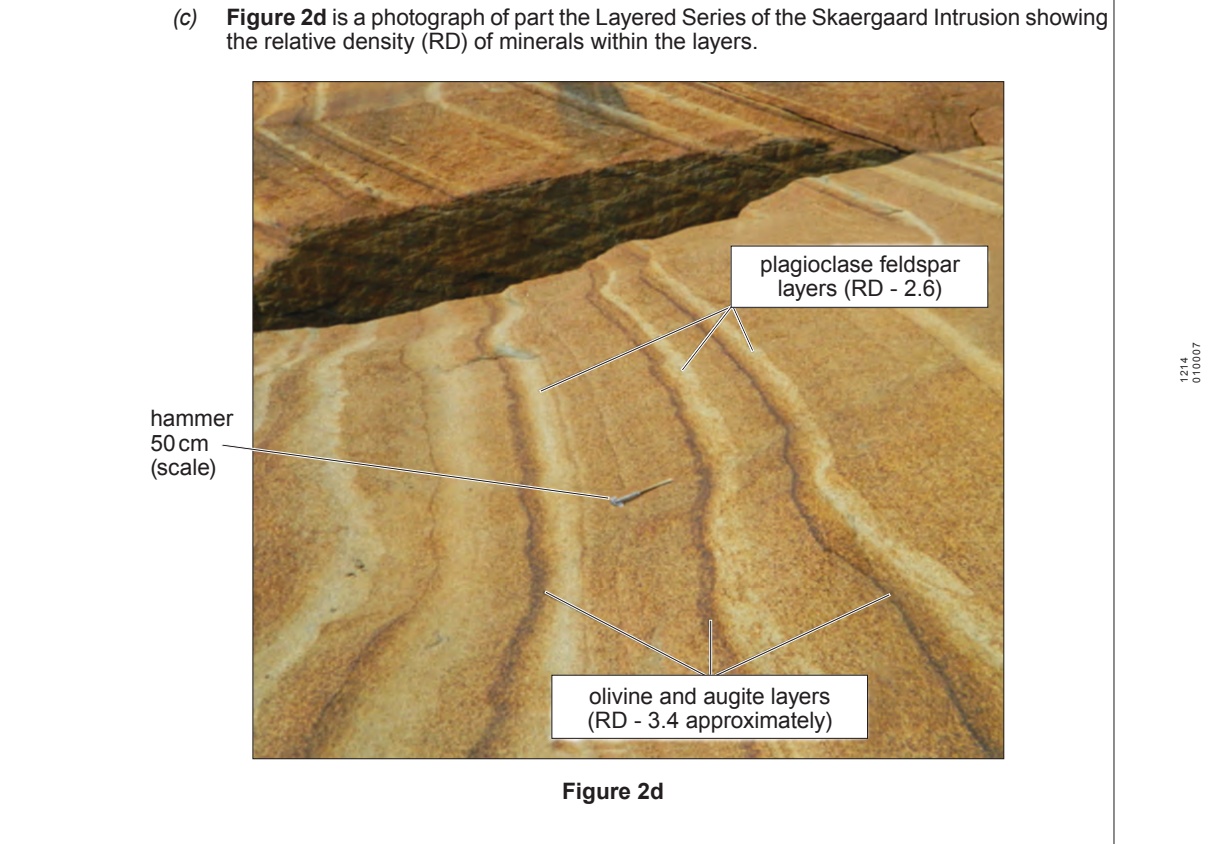 (c) Figure 2d is a photograph of part the Layered Series of the Skaergaard Intrusion showing
the relative density (RD) of minerals within the layers.
plagioclase feldspar
layers (RD - 2.6)
hammer
50 cm
(scale)
olivine and augite layers
(RD - 3.4 approximately)
Figure 2d
1214
010007